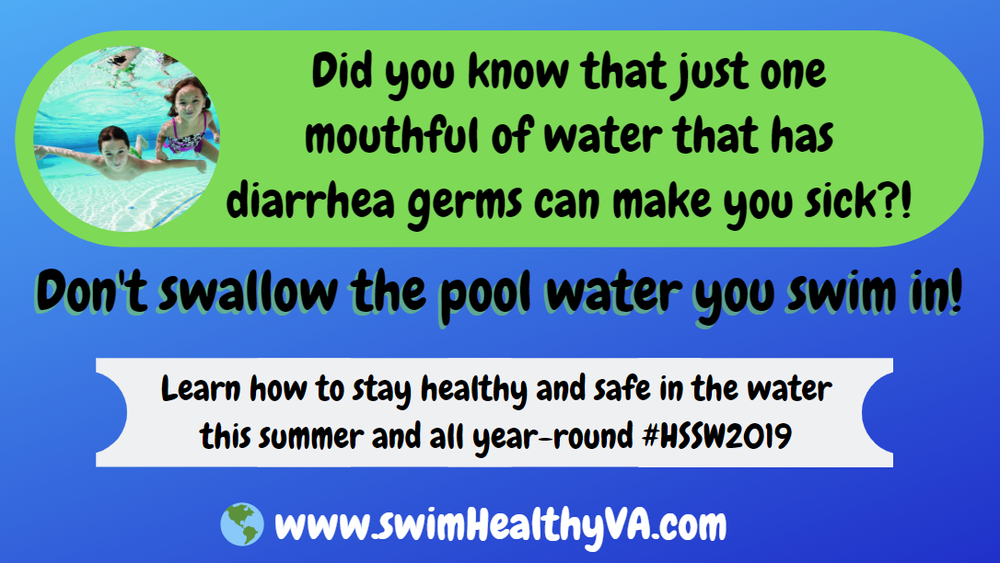 Did you know that just one
mouthful of water that has
diarrhea germs can make you sick?!
Don't swallow the pool water you swim in!
Learn how to stay healthy and safe in the water
this summer and all year-round #HSSW2019
www.swimHealthyVA.com